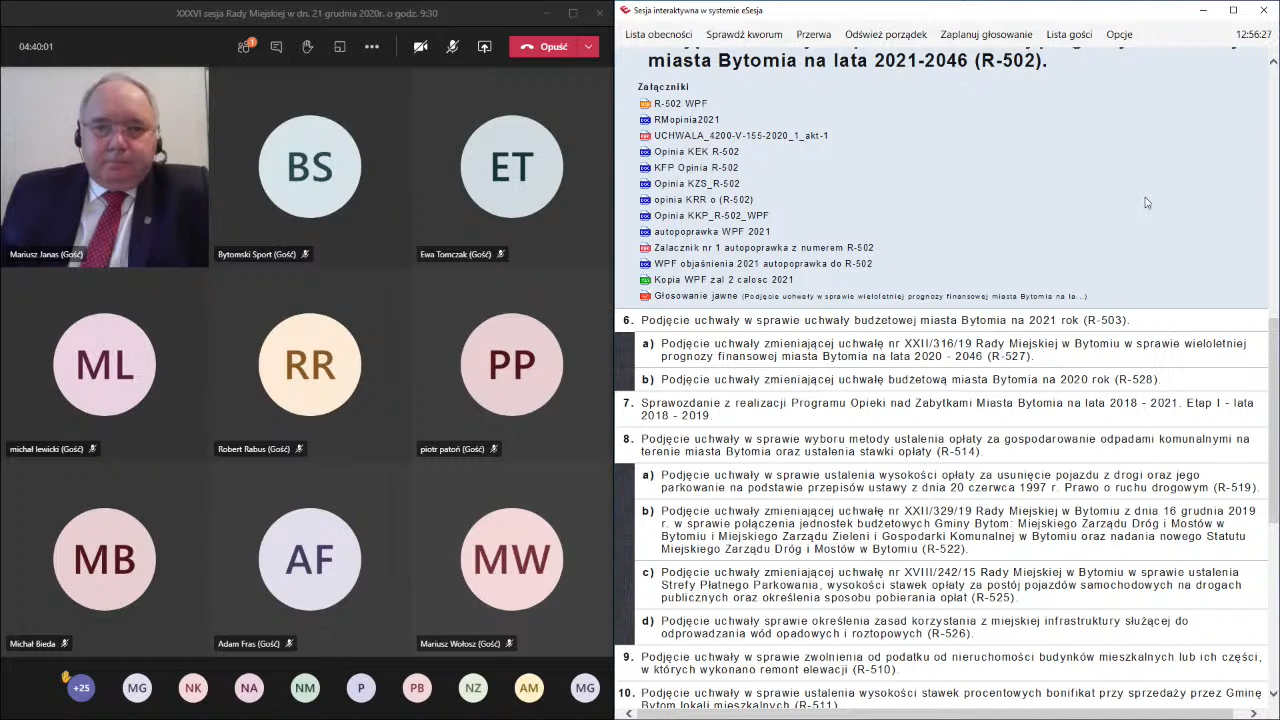 XXXVI sesja Rady Miejskiej w dn. 21 grudnia 2020r. o godz. 9:30
04:40:01
1
Opuść
Mariusz Janas (Gość)
BS
Bytomski Sport (Gość)
ET
Ewa Tomczak (Gość)
ML
michał lewicki (Gość)
RR
Robert Rabus (Gość)
PP
piotr patoń (Gość)
MB
Michał Bieda
AF
Adam Fras (Gość)
MW
Mariusz Wołosz (Gość)
+25
MG
NK
NA
NM
P
PB
NZ
AM
MG
Sesja interaktywna w systemie eSesja
Lista obecności Sprawdź kworum Przerwa Odśwież porządek Zaplanuj głosowanie Lista gości Opcje
12:56:27
miasta Bytomia na lata 2021-2046 (R-502).
Załączniki
R-502 WPF
RMopinia2021
UCHWALA_4200-V-155-2020_1_akt-1
Opinia KEK R-502
KFP Opinia R-502
Opinia KZS_R-502
opinia KRR o (R-502)
Opinia KKP_R-502_WPF
autopoprawka WPF 2021
Zalacznik nr 1 autopoprawka z numerem R-502
WPF objaśnienia 2021 autopoprawka do R-502
Kopia WPF zal 2 calosc 2021
Głosowanie jawne (Podjęcie uchwały w sprawie wieloletniej prognozy finansowej miasta Bytomia na la...)
6. Podjęcie uchwały w sprawie uchwały budżetowej miasta Bytomia na 2021 rok (R-503).
a) Podjęcie uchwały zmieniającej uchwałę nr XXII/316/19 Rady Miejskiej w Bytomiu w sprawie wieloletniej
prognozy finansowej miasta Bytomia na lata 2020 - 2046 (R-527).
b) Podjęcie uchwały zmieniającej uchwałę budżetową miasta Bytomia na 2020 rok (R-528).
7. Sprawozdanie z realizacji Programu Opieki nad Zabytkami Miasta Bytomia na lata 2018 - 2021. Etap I - lata
2018 - 2019.
8. Podjęcie uchwały w sprawie wyboru metody ustalenia opłaty za gospodarowanie odpadami komunalnymi na
terenie miasta Bytomia oraz ustalenia stawki opłaty (R-514).
a) Podjęcie uchwały w sprawie ustalenia wysokości opłaty za usunięcie pojazdu z drogi oraz jego
parkowanie na podstawie przepisów ustawy z dnia 20 czerwca 1997 r. Prawo o ruchu drogowym (R-519).
b) Podjęcie uchwały zmieniającej uchwałę nr XXII/329/19 Rady Miejskiej w Bytomiu z dnia 16 grudnia 2019
r. w sprawie połączenia jednostek budżetowych Gminy Bytom: Miejskiego Zarządu Dróg i Mostów w
Bytomiu i Miejskiego Zarządu Zieleni i Gospodarki Komunalnej w Bytomiu oraz nadania nowego Statutu
Miejskiego Zarządu Dróg i Mostów w Bytomiu (R-522).
c) Podjęcie uchwały zmieniającej uchwałę nr XVIII/242/15 Rady Miejskiej w Bytomiu w sprawie ustalenia
Strefy Płatnego Parkowania, wysokości stawek opłaty za postój pojazdów samochodowych na drogach
publicznych oraz określenia sposobu pobierania opłat (R-525).
d) Podjęcie uchwały sprawie określenia zasad korzystania z miejskiej infrastruktury służącej do
odprowadzania wód opadowych i roztopowych (R-526).
9. Podjęcie uchwały w sprawie zwolnienia od podatku od nieruchomości budynków mieszkalnych lub ich części,
w których wykonano remont elewacji (R-510).
10. Podjęcie uchwały w sprawie ustalenia wysokości stawek procentowych bonifikat przy sprzedaży przez Gminę
Bytom lokali mieszkalnych (R-511)